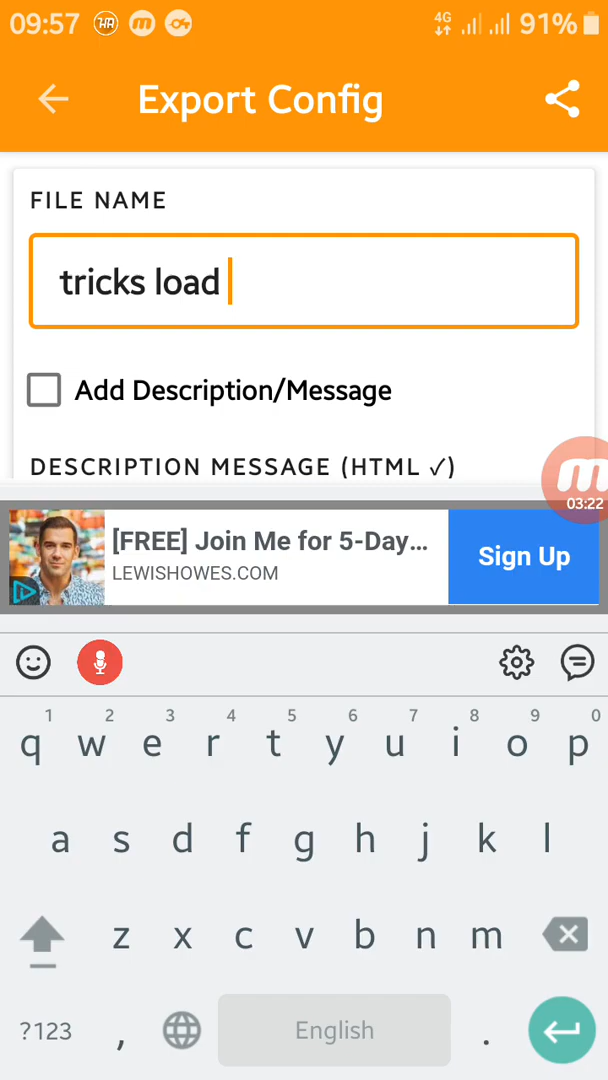 09:57 HA m 4G 91%
Export Config
FILE NAME
tricks load
Add Description/Message
DESCRIPTION MESSAGE (HTML ✓)
m
03:22
[FREE] Join Me for 5-Day...
LEWISHOWES.COM
Sign Up
1 2 3 4 5 6 7 8 9 0
q w e r t y u i o p
a s d f g h j k l
z x c v b n m
?123 , English .